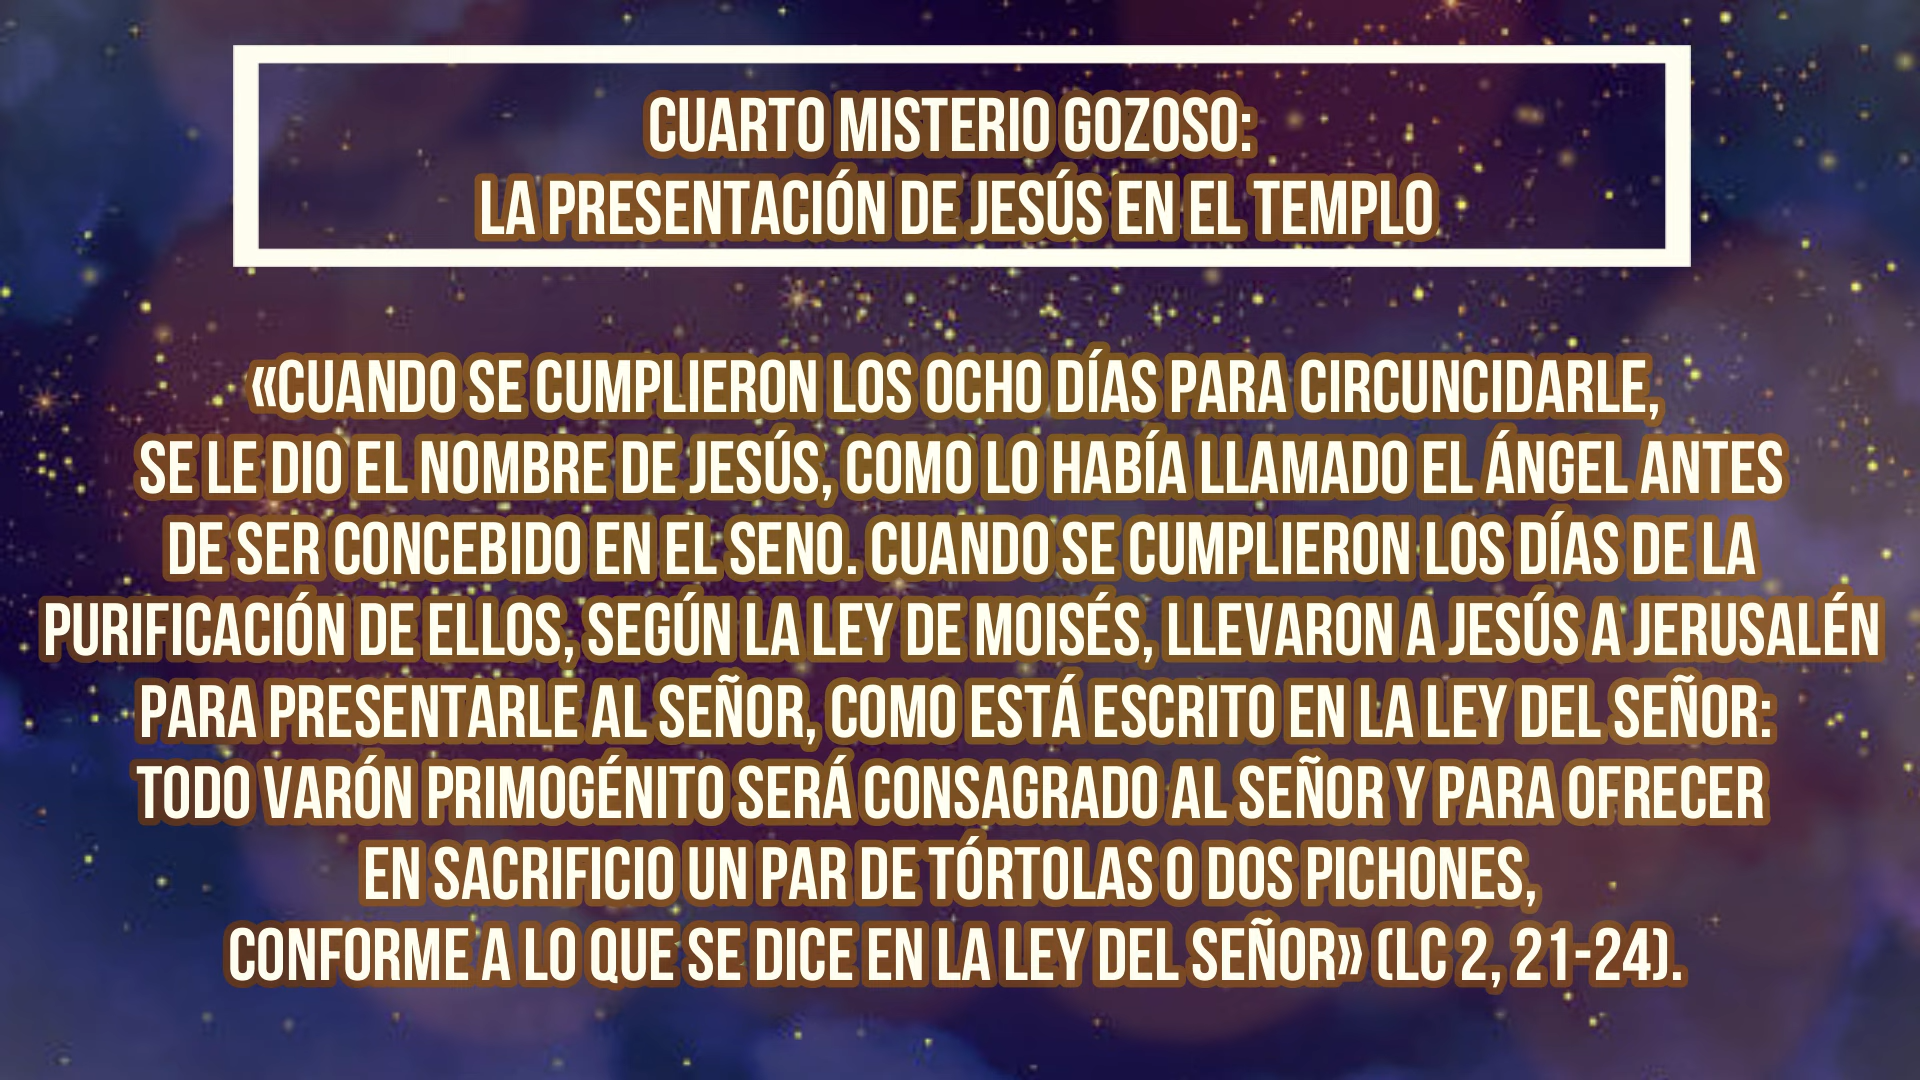 CUARTO MISTERIO GOZOSO:
LA PRESENTACIÓN DE JESÚS EN EL TEMPLO
«CUANDO SE CUMPLIERON LOS OCHO DÍAS PARA CIRCUNCIDARLE,
SE LE DIO EL NOMBRE DE JESÚS, COMO LO HABÍA LLAMADO EL ÁNGEL ANTES
DE SER CONCEBIDO EN EL SENO. CUANDO SE CUMPLIERON LOS DÍAS DE LA
PURIFICACIÓN DE ELLOS, SEGÚN LA LEY DE MOISÉS, LLEVARON A JESÚS A JERUSALÉN
PARA PRESENTARLE AL SEÑOR, COMO ESTÁ ESCRITO EN LA LEY DEL SEÑOR:
TODO VARÓN PRIMOGÉNITO SERÁ CONSAGRADO AL SEÑOR Y PARA OFRECER
EN SACRIFICIO UN PAR DE TÓRTOLAS O DOS PICHONES,
CONFORME A LO QUE SE DICE EN LA LEY DEL SEÑOR» (LC 2, 21-24).